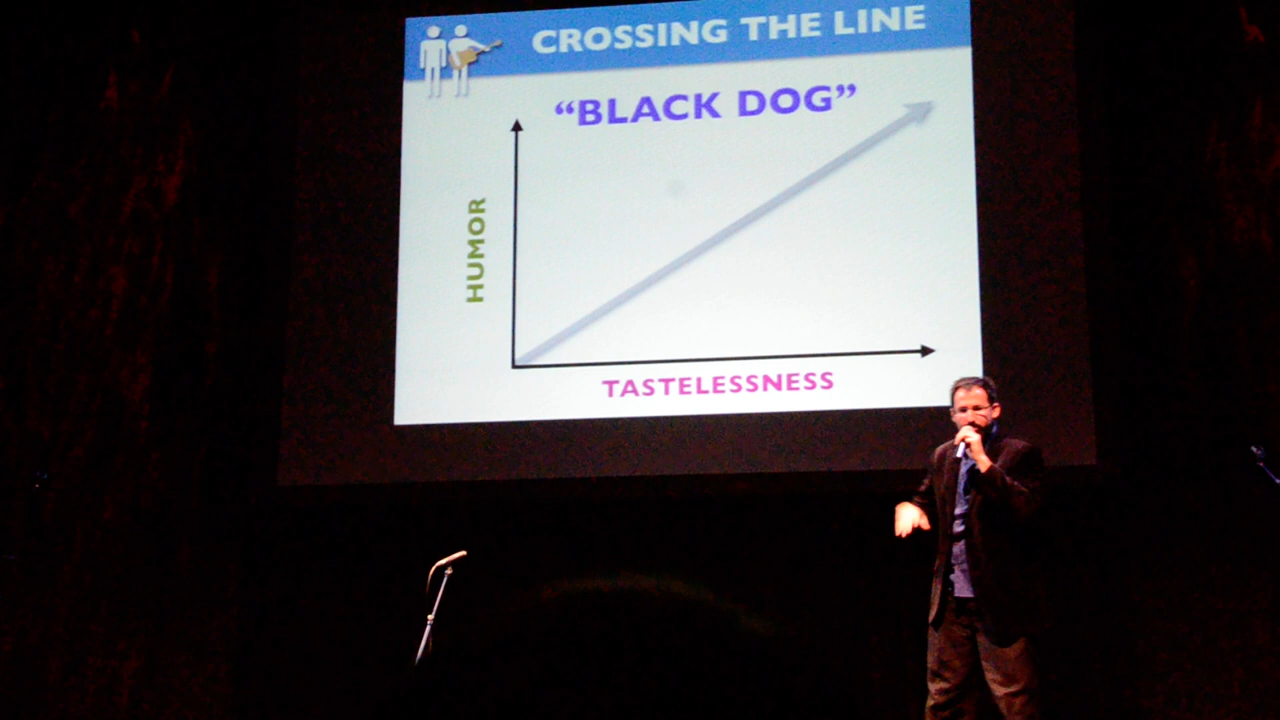 CROSSING THE LINE
“BLACK DOG”
HUMOR
TASTELESSNESS